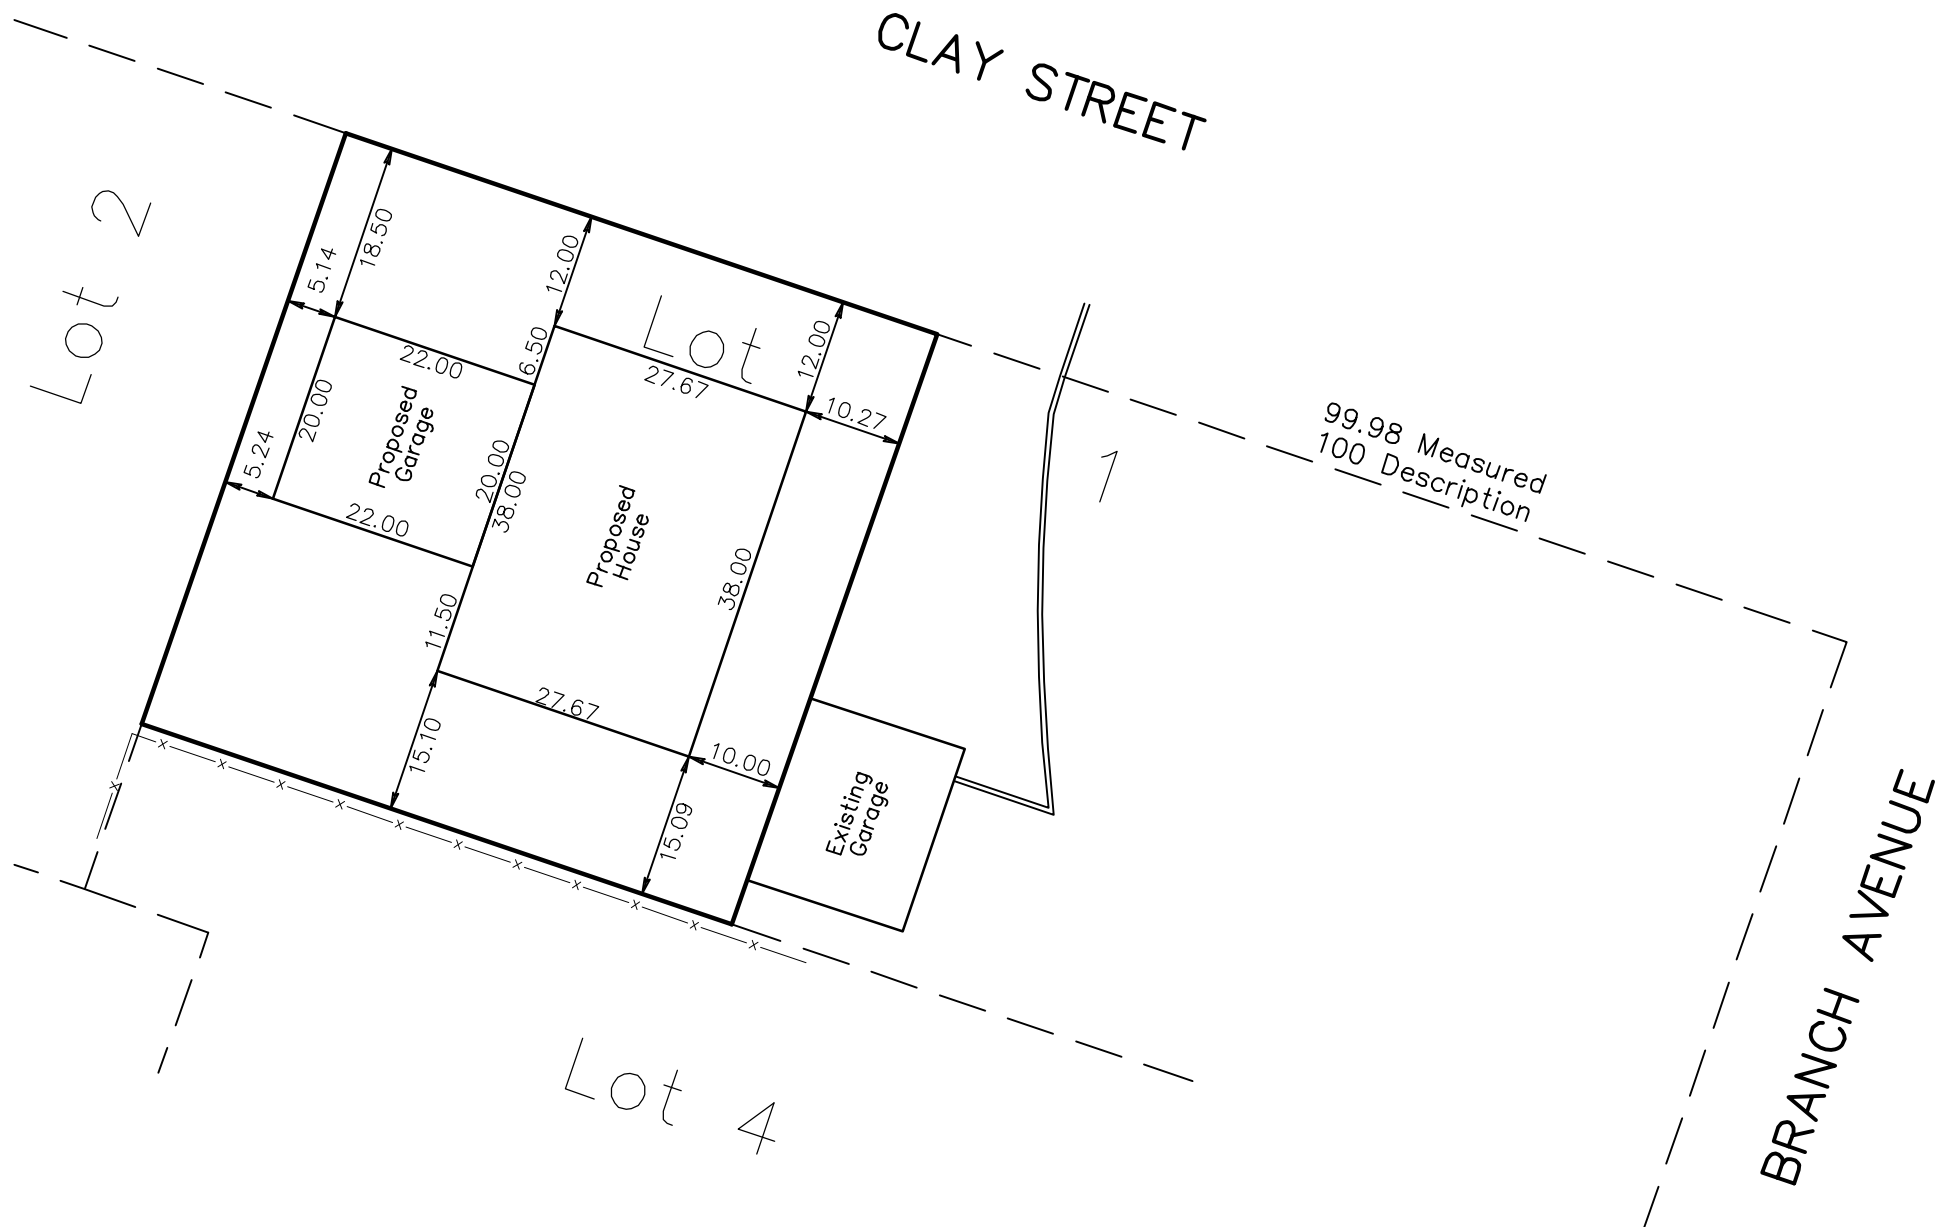 CLAY STREET
Lot 2
18.50
5.14
12.00
Lot 1
12.00
6.50
22.00
27.67
10.27
99.98 Measured
100 Description
20.00
Proposed
Garage
5.24
20.00
38.00
22.00
Proposed
House
38.00
11.50
27.67
15.10
10.00
15.09
Existing
Garage
x
x
x
x
x
x
x
x
x
x
x
x
BRANCH AVENUE
Lot 4